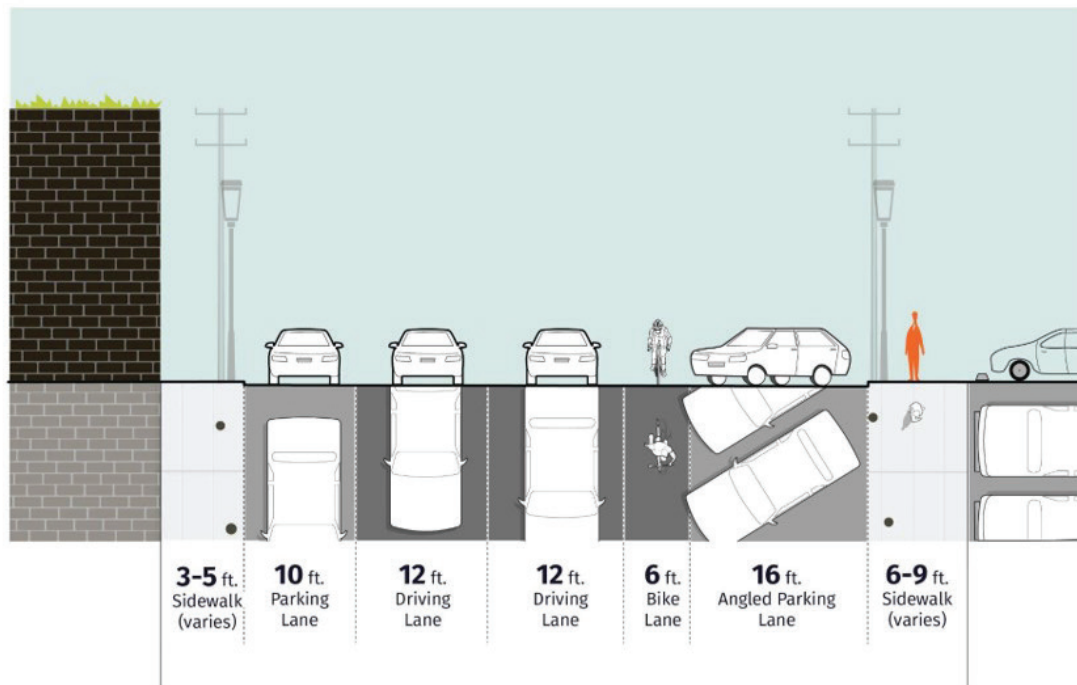 3-5 ft.
Sidewalk
(varies)
10 ft.
Parking
Lane
12 ft.
Driving
Lane
12 ft.
Driving
Lane
6 ft.
Bike
Lane
16 ft.
Angled Parking
Lane
6-9 ft.
Sidewalk
(varies)